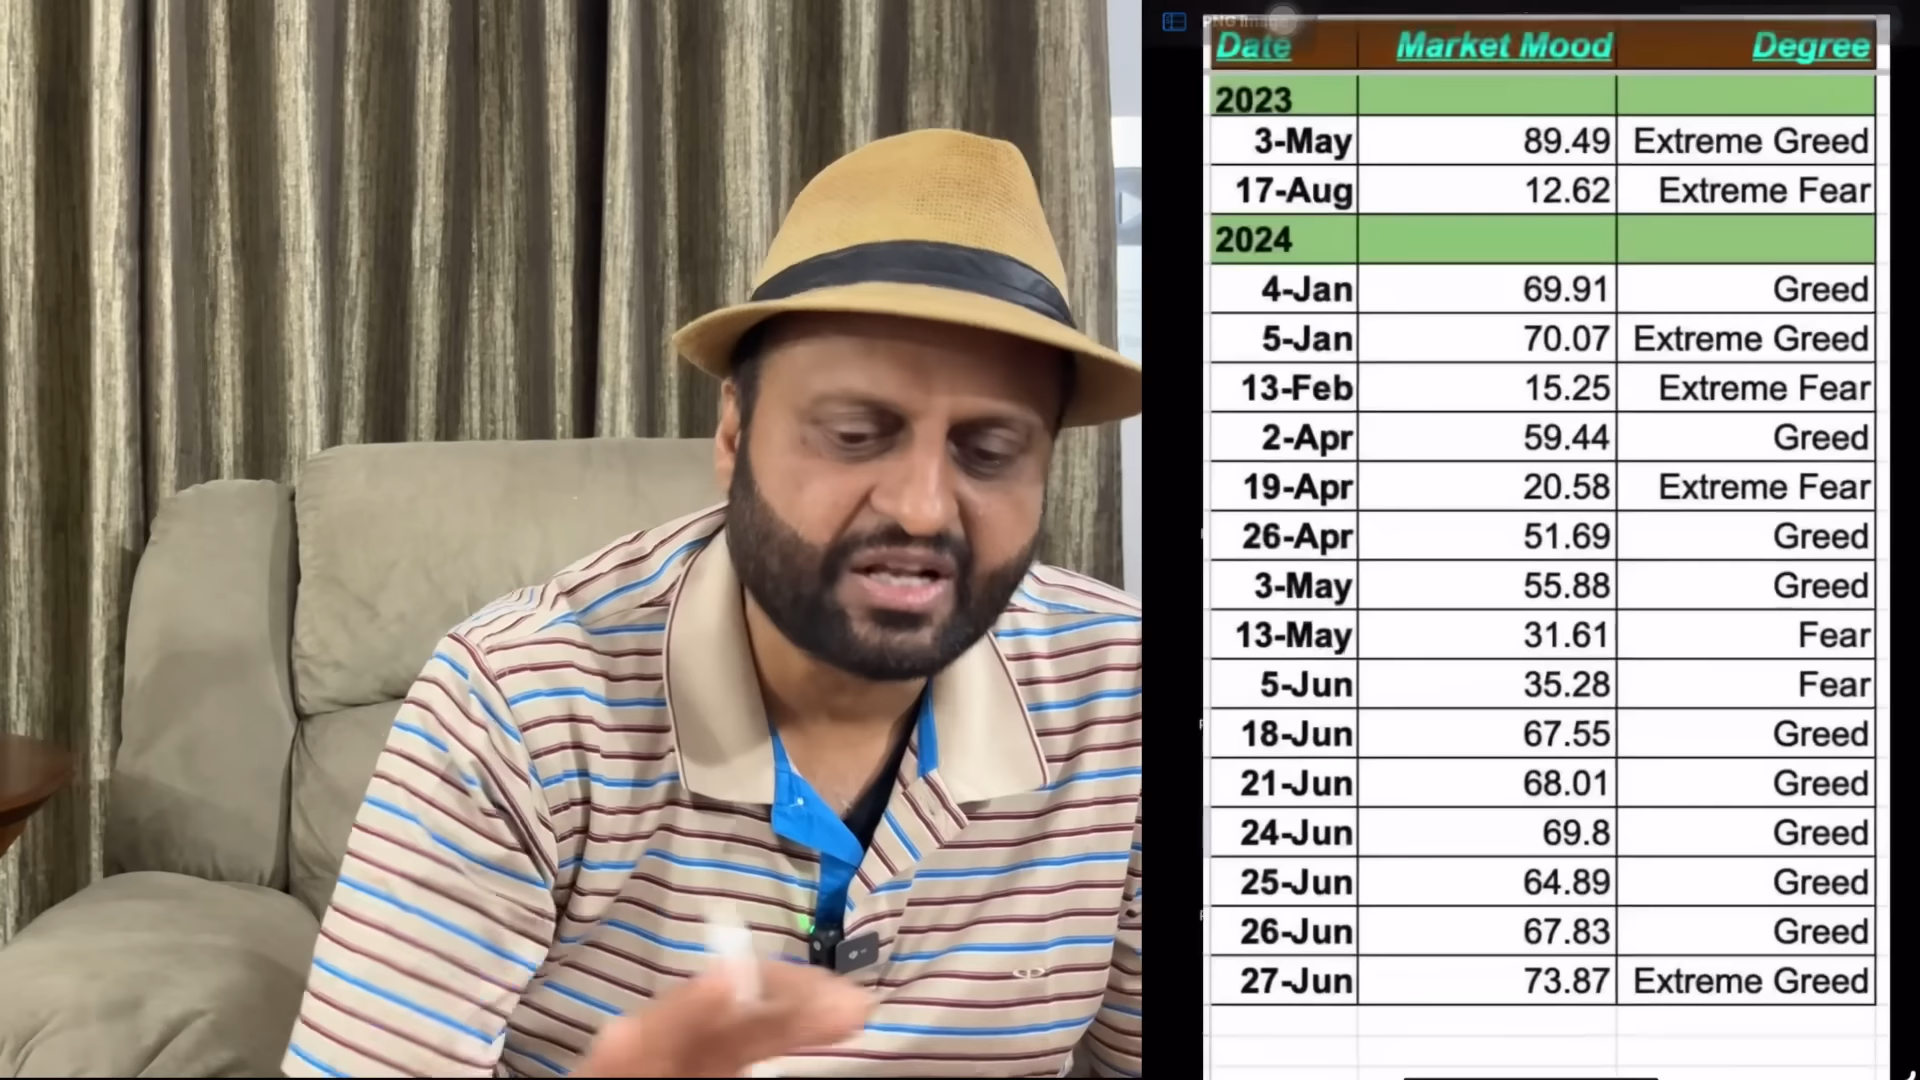 PNG Image
Date Market Mood Degree
2023
3-May 89.49 Extreme Greed
17-Aug 12.62 Extreme Fear
2024
4-Jan 69.91 Greed
5-Jan 70.07 Extreme Greed
13-Feb 15.25 Extreme Fear
2-Apr 59.44 Greed
19-Apr 20.58 Extreme Fear
26-Apr 51.69 Greed
3-May 55.88 Greed
13-May 31.61 Fear
5-Jun 35.28 Fear
18-Jun 67.55 Greed
21-Jun 68.01 Greed
24-Jun 69.8 Greed
25-Jun 64.89 Greed
26-Jun 67.83 Greed
27-Jun 73.87 Extreme Greed